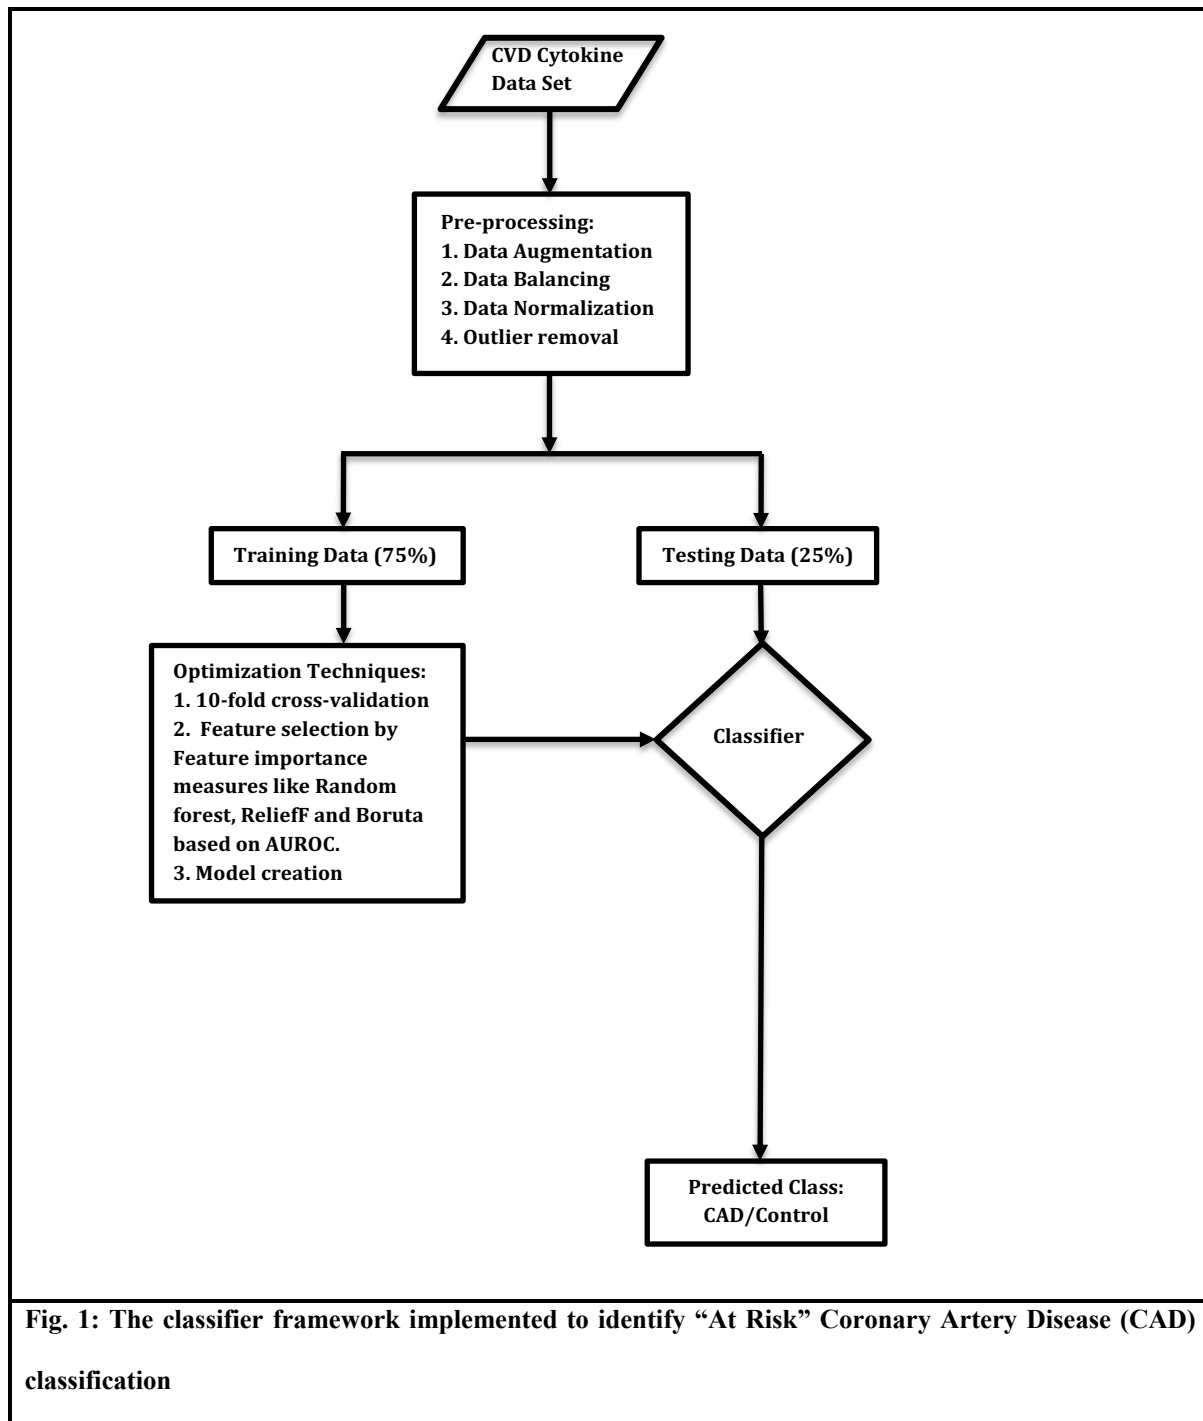 CVD Cytokine
Data Set
Pre-processing:
1. Data Augmentation
2. Data Balancing
3. Data Normalization
4. Outlier removal
Training Data (75%)
Testing Data (25%)
Optimization Techniques:
1. 10-fold cross-validation
2. Feature selection by
Feature importance
measures like Random
forest, ReliefF and Boruta
based on AUROC.
3. Model creation
Classifier
Predicted Class:
CAD/Control
Fig. 1: The classifier framework implemented to identify “At Risk” Coronary Artery Disease (CAD)
classification